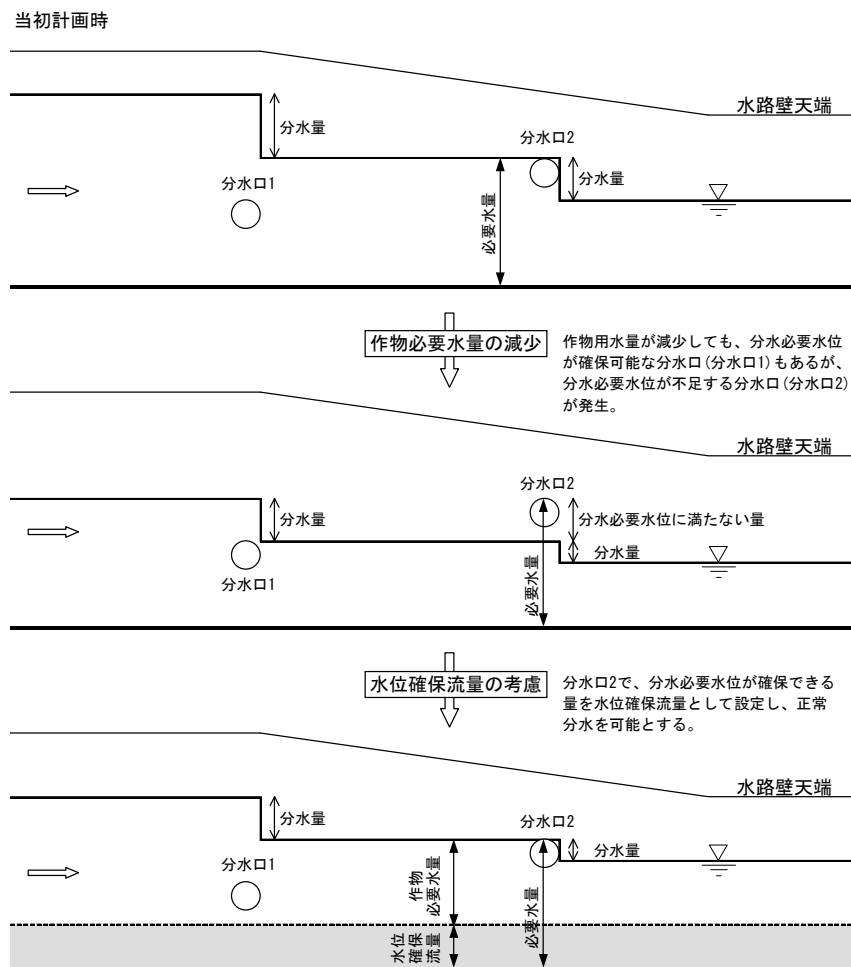 当初計画時
水路壁天端
分水量
分水口2
分水量
分水口1
必要水量
作物必要水量の減少
作物用水量が減少しても、分水必要水位
が確保可能な分水口(分水口1)もあるが、
分水必要水位が不足する分水口(分水口2)
が発生。
水路壁天端
分水口2
分水量
分水必要水位に満たない量
分水量
分水口1
必要水量
水位確保流量の考慮
分水口2で、分水必要水位が確保できる
量を水位確保流量として設定し、正常
分水を可能とする。
水路壁天端
分水量
分水口2
分水量
分水口1
作物
必要水量
必要水量
水位
確保
流量